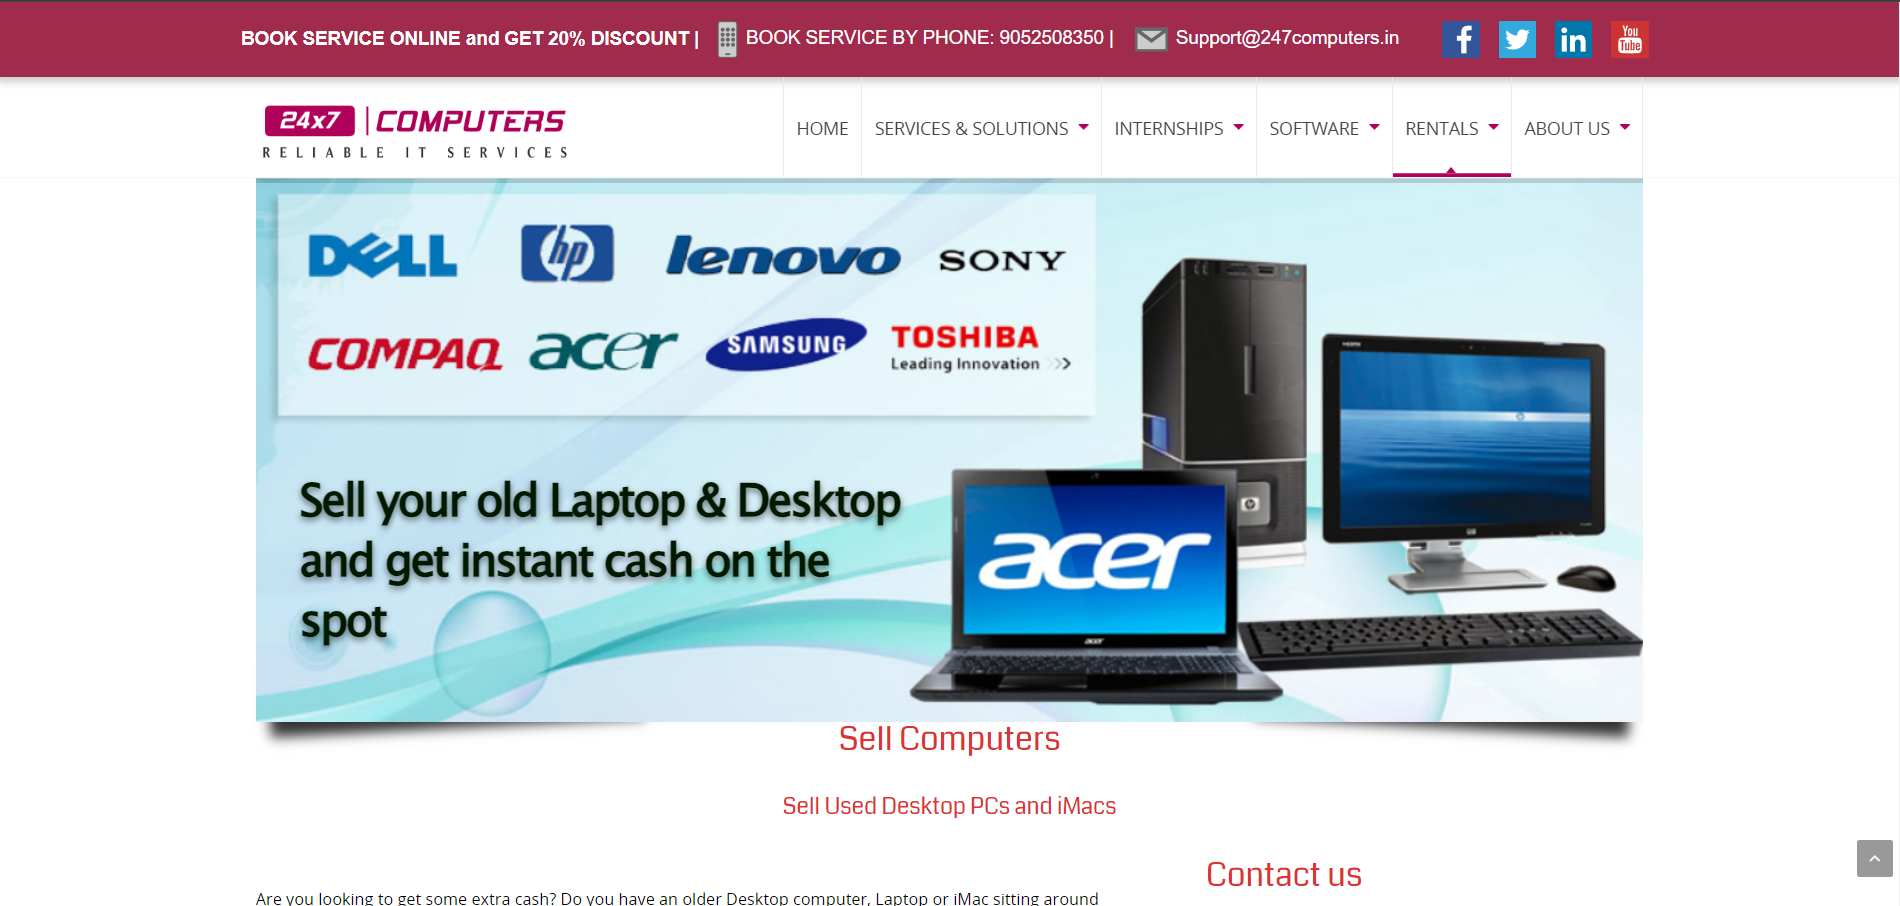 BOOK SERVICE ONLINE and GET 20% DISCOUNT | BOOK SERVICE BY PHONE: 9052508350 | Support@247computers.in
You
Tube
24x7 | COMPUTERS
RELIABLE IT SERVICES
HOME SERVICES & SOLUTIONS INTERNSHIPS SOFTWARE RENTALS ABOUT US
DELL hp lenovo SONY
COMPAQ acer SAMSUNG TOSHIBA
Leading Innovation >>>
Sell your old Laptop & Desktop
and get instant cash on the
spot
acer
acer
Sell Computers
Sell Used Desktop PCs and iMacs
Contact us
Are you looking to get some extra cash? Do you have an older Desktop computer, Laptop or iMac sitting around